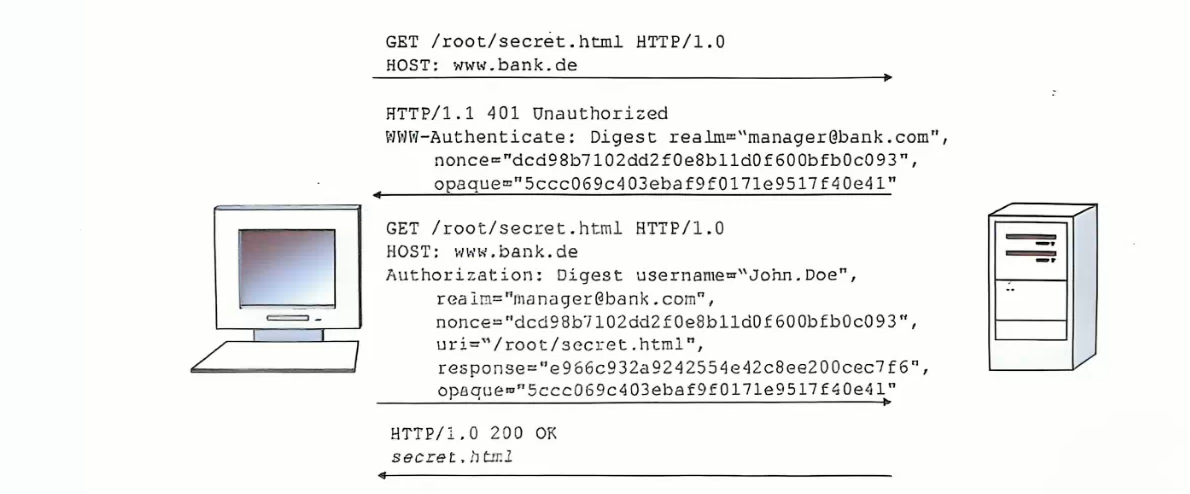 GET /root/secret.html HTTP/1.0
HOST: www.bank.de
HTTP/1.1 401 Unauthorized
WWW-Authenticate: Digest realm="manager@bank.com",
nonce="dcd98b7102dd2f0e8b11d0f600bfb0c093",
opaque="5ccc069c403ebaf9f0171e9517f40e41"
GET /root/secret.html HTTP/1.0
HOST: www.bank.de
Authorization: Digest username="John.Doe",
realm="manager@bank.com",
nonce="dcd98b7102dd2f0e8b11d0f600bfb0c093",
uri="/root/secret.html",
response="e966c932a9242554e42c8ee200cec7f6",
opaque="5ccc069c403ebaf9f0171e9517f40e41"
HTTP/1.0 200 OK
secret.html